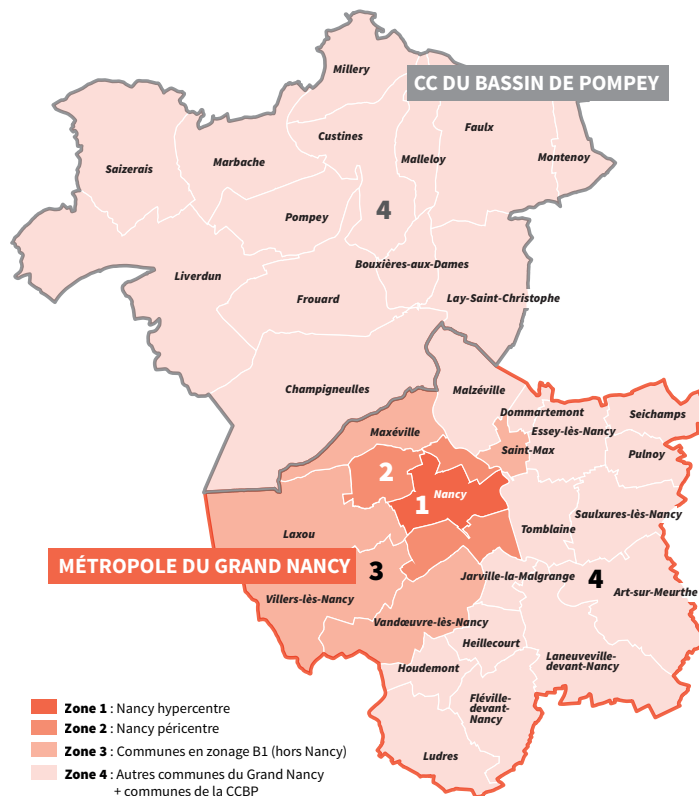 Millery
CC DU BASSIN DE POMPEY
Custines
Faulx
Marbache
Malleloy
Montenoy
Saizerais
4
Pompey
Bouxières-aux-Dames
Liverdun
Frouard
Lay-Saint-Christophe
Champigneulles
Malzéville
Dommartemont
Seichamps
Essey-lès-Nancy
Maxéville
Saint-Max
Pulnoy
2
Nancy
1
Saulxures-lès-Nancy
Tomblaine
Laxou
MÉTROPOLE DU GRAND NANCY
3
Jarville-la-Malgrange
4
Art-sur-Meurthe
Villers-lès-Nancy
Vandœuvre-lès-Nancy
Heillecourt
Laneuveville-
devant-Nancy
Houdemont
Fléville-
devant-
Nancy
Ludres
Zone 1 : Nancy hypercentre
Zone 2 : Nancy péricentre
Zone 3 : Communes en zonage B1 (hors Nancy)
Zone 4 : Autres communes du Grand Nancy
+ communes de la CCBP